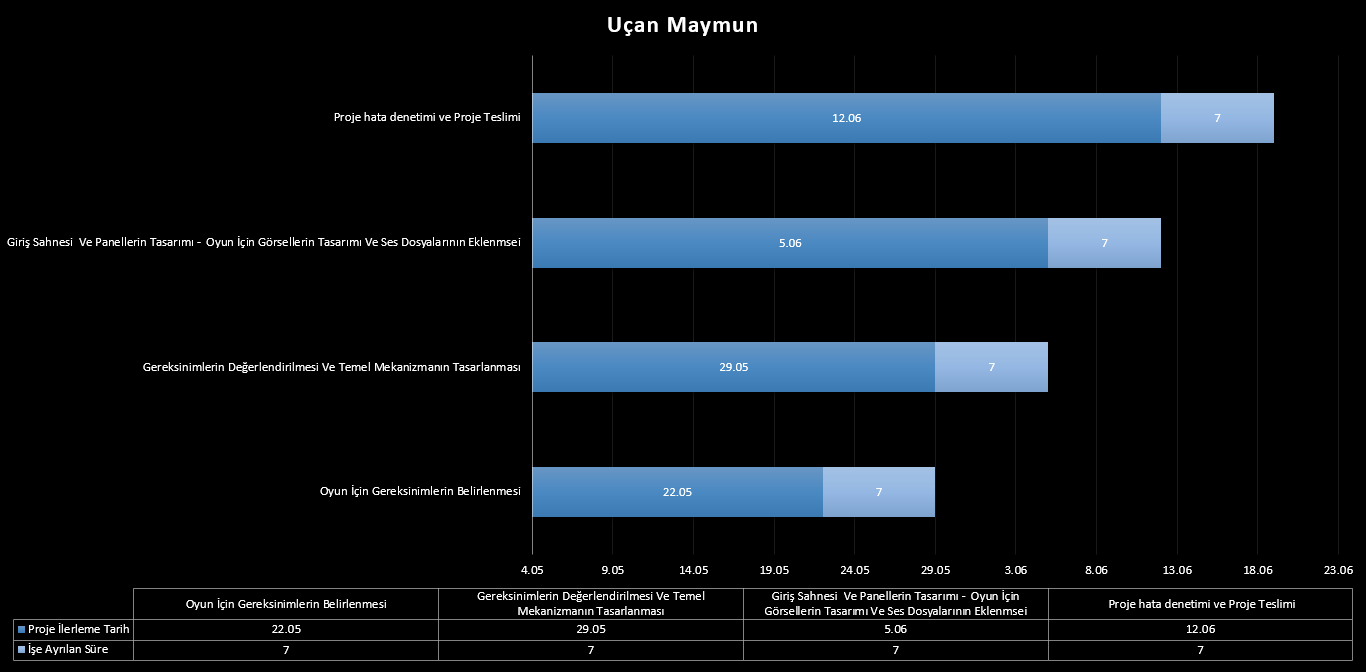 Uçan Maymun
Proje hata denetimi ve Proje Teslimi
12.06
7
Giriş Sahnesi  Ve Panellerin Tasarımı -  Oyun İçin Görsellerin Tasarımı Ve Ses Dosyalarının Eklenmsei
5.06
7
Gereksinimlerin Değerlendirilmesi Ve Temel Mekanizmanın Tasarlanması
29.05
7
Oyun İçin Gereksinimlerin Belirlenmesi
22.05
7
4.05 9.05 14.05 19.05 24.05 29.05 3.06 8.06 13.06 18.06 23.06
Oyun İçin Gereksinimlerin Belirlenmesi
Gereksinimlerin Değerlendirilmesi Ve Temel
Mekanizmanın Tasarlanması
Giriş Sahnesi  Ve Panellerin Tasarımı -  Oyun İçin
Görsellerin Tasarımı Ve Ses Dosyalarının Eklenmsei
Proje hata denetimi ve Proje Teslimi
Proje İlerleme Tarih 22.05 29.05 5.06 12.06
İşe Ayrılan Süre 7 7 7 7